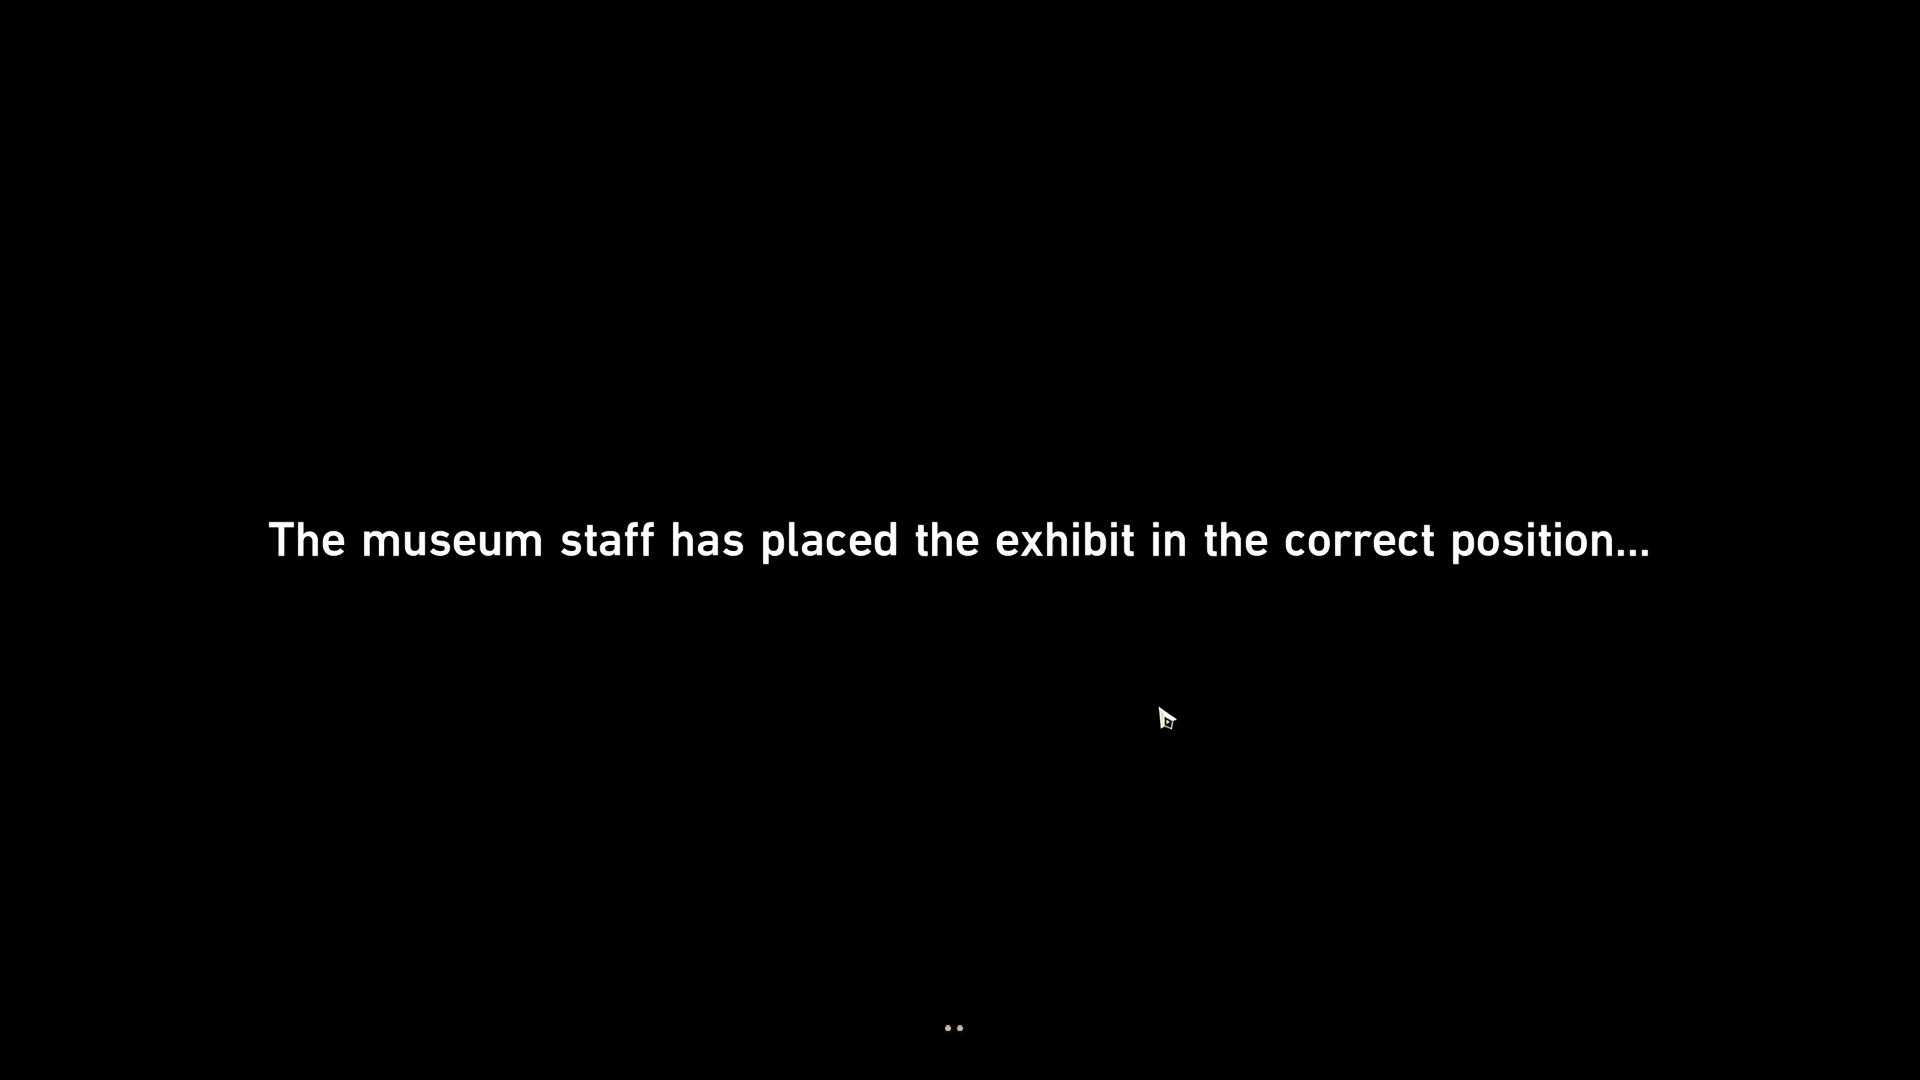 The museum staff has placed the exhibit in the correct position...